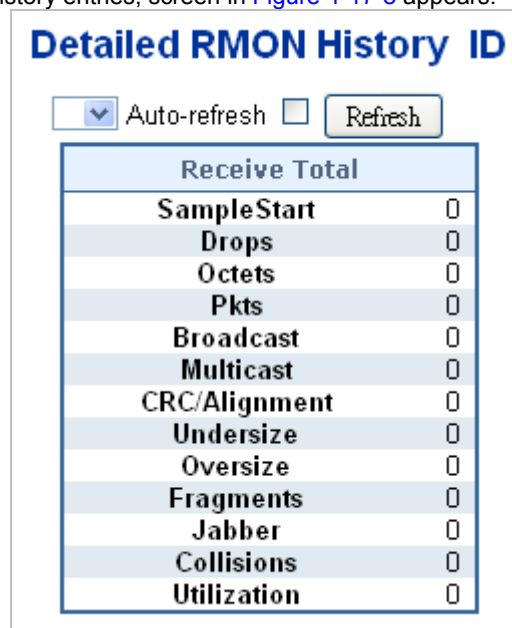 history entries, screen in Figure 4-17-8 appears.
Detailed RMON History ID
Auto-refresh Refresh
Receive Total
SampleStart 0
Drops 0
Octets 0
Pkts 0
Broadcast 0
Multicast 0
CRC/Alignment 0
Undersize 0
Oversize 0
Fragments 0
Jabber 0
Collisions 0
Utilization 0